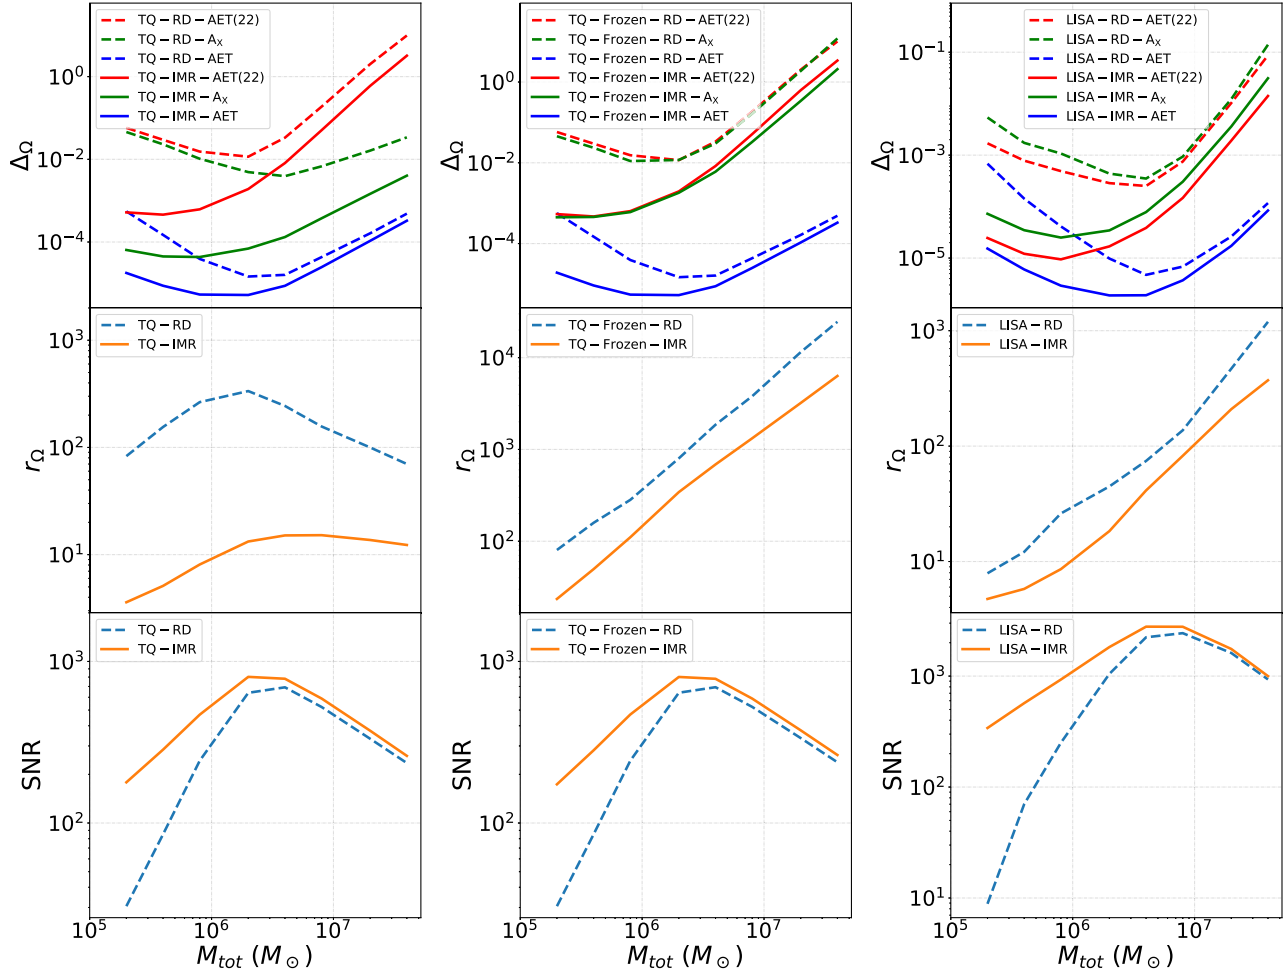 TQ−RD−AET(22)
TQ−RD−A_X
TQ−RD−AET
TQ−IMR−AET(22)
TQ−IMR−A_X
TQ−IMR−AET
10^0
10^−2
10^−4
Δ_Ω
TQ−Frozen−RD−AET(22)
TQ−Frozen−RD−A_X
TQ−Frozen−RD−AET
TQ−Frozen−IMR−AET(22)
TQ−Frozen−IMR−A_X
TQ−Frozen−IMR−AET
10^0
10^−2
10^−4
Δ_Ω
LISA−RD−AET(22)
LISA−RD−A_X
LISA−RD−AET
LISA−IMR−AET(22)
LISA−IMR−A_X
LISA−IMR−AET
10^−1
10^−3
10^−5
Δ_Ω
TQ−RD
TQ−IMR
10^3
10^2
10^1
r_Ω
TQ−Frozen−RD
TQ−Frozen−IMR
10^4
10^3
10^2
r_Ω
LISA−RD
LISA−IMR
10^3
10^2
10^1
r_Ω
TQ−RD
TQ−IMR
10^3
10^2
SNR
10^5 10^6 10^7
M_tot (M_⊙)
TQ−Frozen−RD
TQ−Frozen−IMR
10^3
10^2
SNR
10^5 10^6 10^7
M_tot (M_⊙)
LISA−RD
LISA−IMR
10^3
10^2
10^1
SNR
10^5 10^6 10^7
M_tot (M_⊙)